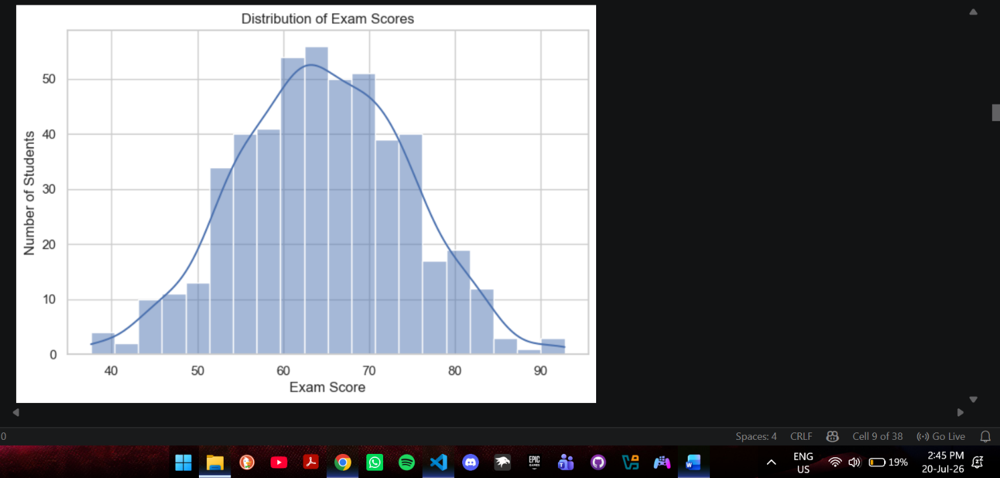 Distribution of Exam Scores
Number of Students
50
40
30
20
10
0
40 50 60 70 80 90
Exam Score
0 Spaces: 4 CRLF Cell 9 of 38 Go Live
EPIC
GAMES
ENG
US
19%
2:45 PM
20-Jul-26